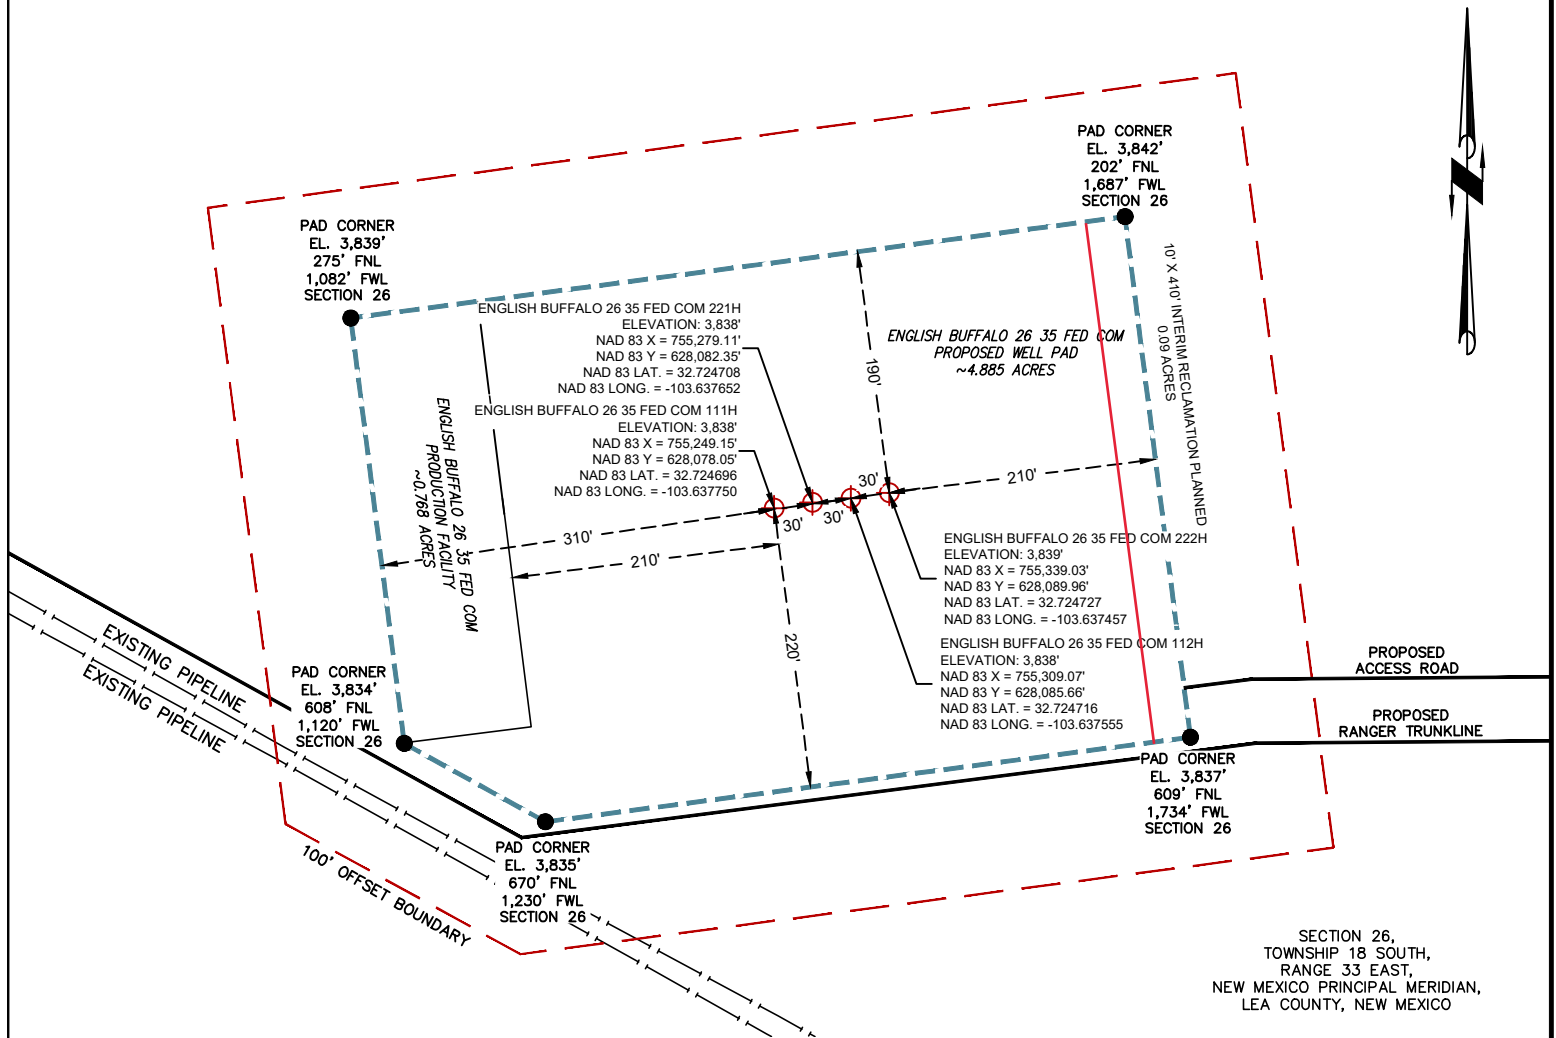 PAD CORNER
EL. 3,842'
202' FNL
1,687' FWL
SECTION 26
PAD CORNER
EL. 3,839'
275' FNL
1,082' FWL
SECTION 26
10' X 410' INTERIM RECLAMATION PLANNED
0.09 ACRES
ENGLISH BUFFALO 26 35 FED COM 221H
ELEVATION: 3,838'
NAD 83 X = 755,279.11'
NAD 83 Y = 628,082.35'
NAD 83 LAT. = 32.724708
NAD 83 LONG. = -103.637652
ENGLISH BUFFALO 26 35 FED COM
PROPOSED WELL PAD
~4.885 ACRES
190'
ENGLISH BUFFALO 26 35 FED COM 111H
ELEVATION: 3,838'
NAD 83 X = 755,249.15'
NAD 83 Y = 628,078.05'
NAD 83 LAT. = 32.724696
NAD 83 LONG. = -103.637750
ENGLISH BUFFALO 26 35 FED COM
PRODUCTION FACILITY
~0.768 ACRES
30'
210'
30'
30'
310'
210'
220'
ENGLISH BUFFALO 26 35 FED COM 222H
ELEVATION: 3,839'
NAD 83 X = 755,339.03'
NAD 83 Y = 628,089.96'
NAD 83 LAT. = 32.724727
NAD 83 LONG. = -103.637457
ENGLISH BUFFALO 26 35 FED COM 112H
ELEVATION: 3,838'
NAD 83 X = 755,309.07'
NAD 83 Y = 628,085.66'
NAD 83 LAT. = 32.724716
NAD 83 LONG. = -103.637555
EXISTING PIPELINE
EXISTING PIPELINE
PAD CORNER
EL. 3,834'
608' FNL
1,120' FWL
SECTION 26
PROPOSED
ACCESS ROAD
PROPOSED
RANGER TRUNKLINE
PAD CORNER
EL. 3,837'
609' FNL
1,734' FWL
SECTION 26
PAD CORNER
EL. 3,835'
670' FNL
1,230' FWL
SECTION 26
100' OFFSET BOUNDARY
SECTION 26,
TOWNSHIP 18 SOUTH,
RANGE 33 EAST,
NEW MEXICO PRINCIPAL MERIDIAN,
LEA COUNTY, NEW MEXICO